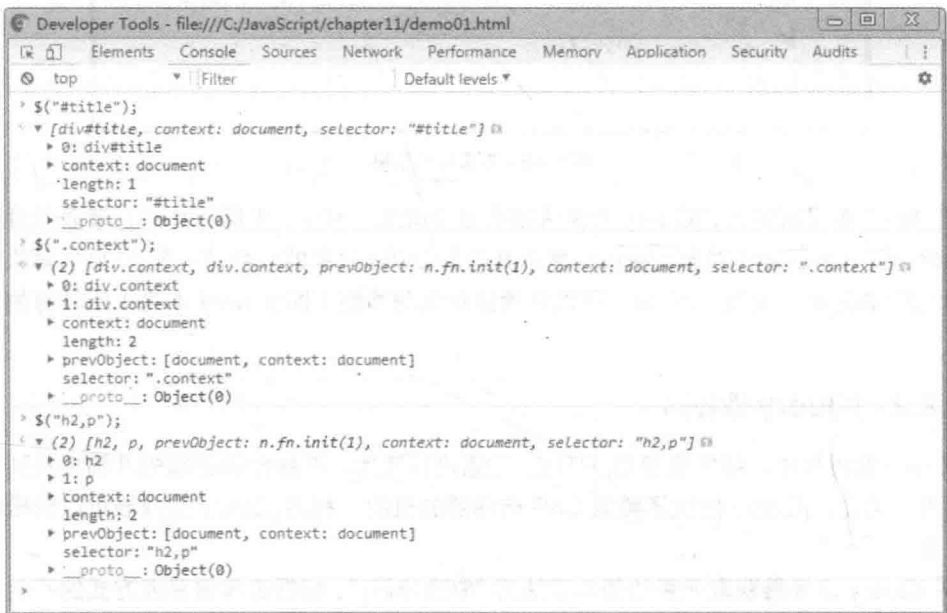 Developer Tools - file:///C:/JavaScript/chapter11/demo01.html
Elements Console Sources Network Performance Memory Application Security Audits
top ▼ Filter Default levels ▼
> $("#title");
▼ [div#title, context: document, selector: "#title"]
▶ 0: div#title
▶ context: document
length: 1
selector: "#title"
▶ __proto__: Object(0)
> $(".context");
▼ (2) [div.context, div.context, prevObject: n.fn.init(1), context: document, selector: ".context"]
▶ 0: div.context
▶ 1: div.context
▶ context: document
length: 2
▶ prevObject: [document, context: document]
selector: ".context"
▶ __proto__: Object(0)
> $("h2,p");
▼ (2) [h2, p, prevObject: n.fn.init(1), context: document, selector: "h2,p"]
▶ 0: h2
▶ 1: p
▶ context: document
length: 2
▶ prevObject: [document, context: document]
selector: "h2,p"
▶ __proto__: Object(0)
>